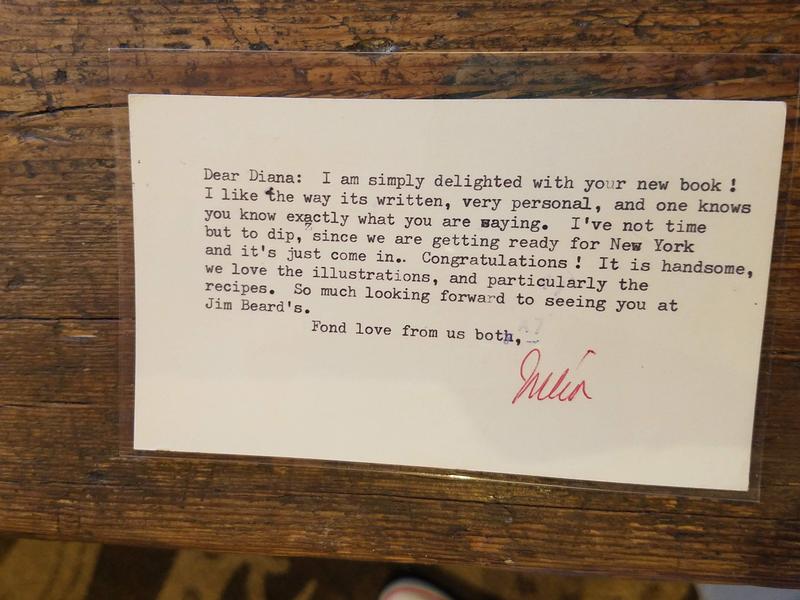 Dear Diana:  I am simply delighted with your new book !
I like the way its written, very personal, and one knows
you know exactly what you are saying.  I've not time
but to dip, since we are getting ready for New York
and it's just come in..  Congratulations !  It is handsome,
we love the illustrations, and particularly the
recipes.  So much looking forward to seeing you at
Jim Beard's.
Fond love from us both,
Julia